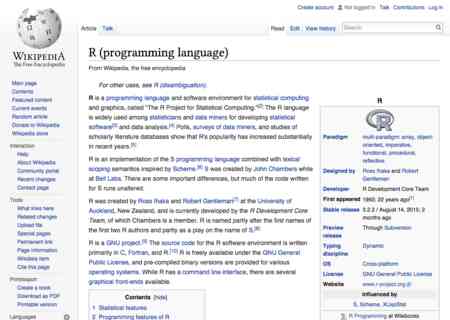 Create account Not logged in Talk Contributions Log in
Article Talk Read Edit View history Search
WIKIPEDIA
The Free Encyclopedia
Main page
Contents
Featured content
Current events
Random article
Donate to Wikipedia
Wikipedia store
Interaction
Help
About Wikipedia
Community portal
Recent changes
Contact page
Tools
What links here
Related changes
Upload file
Special pages
Permanent link
Page information
Wikidata item
Cite this page
Print/export
Create a book
Download as PDF
Printable version
Languages
R (programming language)
From Wikipedia, the free encyclopedia
For other uses, see R (disambiguation).
R is a programming language and software environment for statistical computing
and graphics, called "The R Project for Statistical Computing."[2] The R language
is widely used among statisticians and data miners for developing statistical
software[3] and data analysis.[4] Polls, surveys of data miners, and studies of
scholarly literature databases show that R's popularity has increased substantially
in recent years.[5]
R is an implementation of the S programming language combined with lexical
scoping semantics inspired by Scheme.[6] S was created by John Chambers while
at Bell Labs. There are some important differences, but much of the code written
for S runs unaltered.
R was created by Ross Ihaka and Robert Gentleman[7] at the University of
Auckland, New Zealand, and is currently developed by the R Development Core
Team, of which Chambers is a member. R is named partly after the first names of
the first two R authors and partly as a play on the name of S.[8]
R is a GNU project.[9] The source code for the R software environment is written
primarily in C, Fortran, and R.[10] R is freely available under the GNU General
Public License, and pre-compiled binary versions are provided for various
operating systems. While R has a command line interface, there are several
graphical front-ends available.
Contents [hide]
1 Statistical features
2 Programming features of R
R
R
Paradigm multi-paradigm: array, object-
oriented, imperative,
functional, procedural,
reflective
Designed by Ross Ihaka and Robert
Gentleman
Developer R Development Core Team
First appeared 1993; 22 years ago[1]
Stable release 3.2.2 / August 14, 2015; 2
months ago
Preview Through Subversion
release
Typing Dynamic
discipline
OS Cross-platform
License GNU General Public License
Website www.r-project.org
Influenced by
S, Scheme, XLispStat
R Programming at Wikibooks